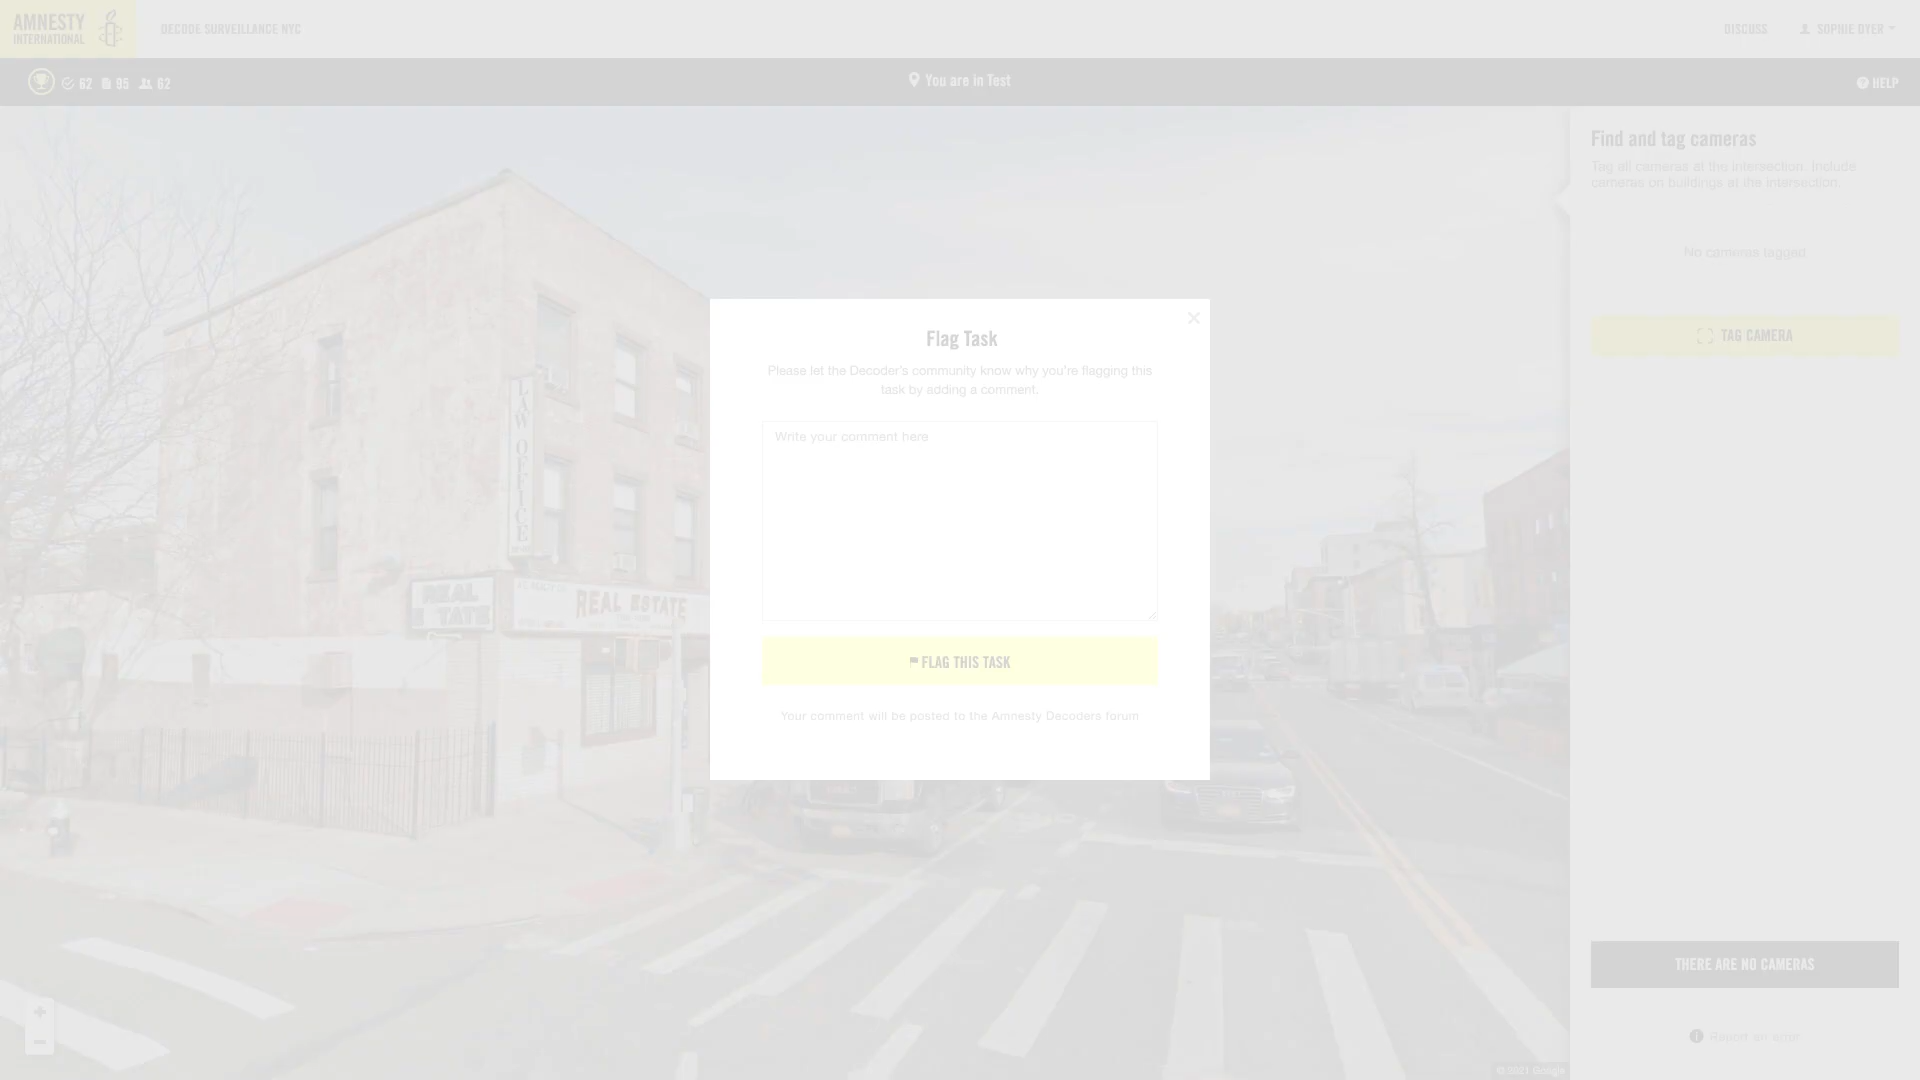 AMNESTY
INTERNATIONAL
DECODE SURVEILLANCE NYC
DISCUSS
SOPHIE DYER
62
95
62
You are in Test
HELP
Find and tag cameras
Tag all cameras at the intersection. Include
cameras on buildings at the intersection.
No cameras tagged
TAG CAMERA
Flag Task
Please let the Decoder's community know why you're flagging this
task by adding a comment.
Write your comment here
FLAG THIS TASK
Your comment will be posted to the Amnesty Decoders forum
LAW OFFICE
REAL
REAL ESTATE
THERE ARE NO CAMERAS
Report an error
© 2021 Google